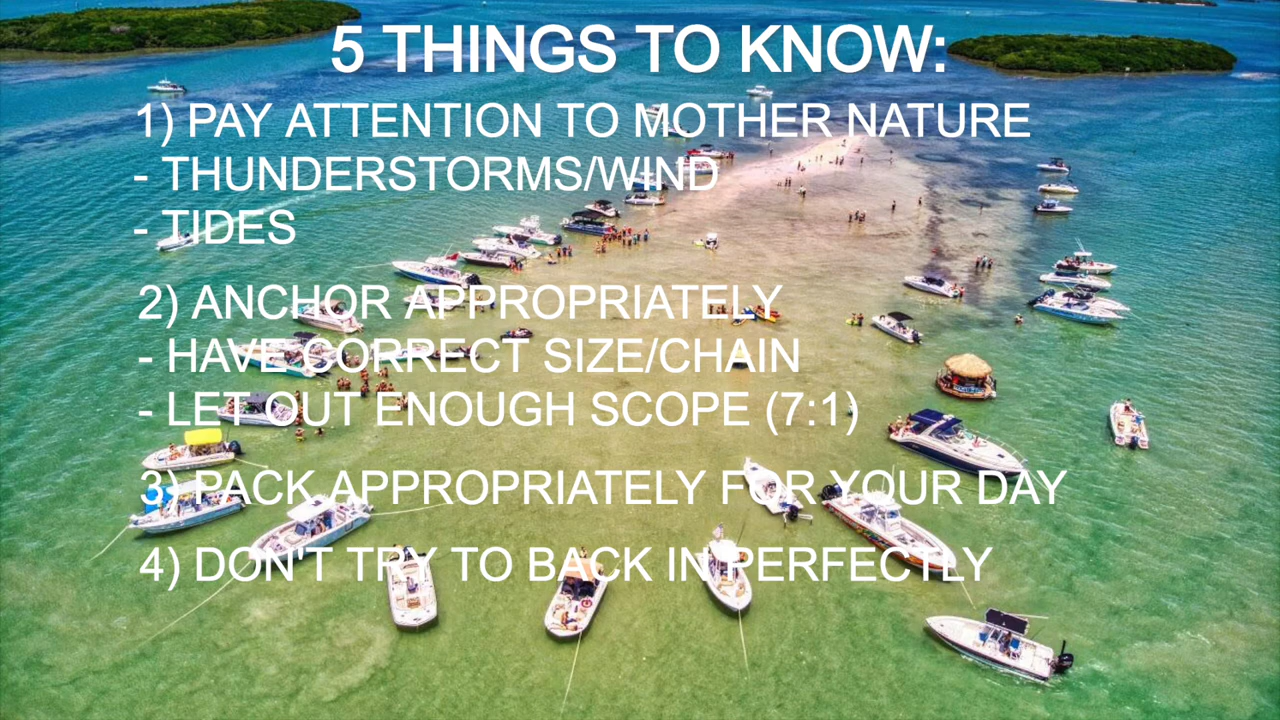 5 THINGS TO KNOW:
1) PAY ATTENTION TO MOTHER NATURE
- THUNDERSTORMS/WIND
- TIDES
2) ANCHOR APPROPRIATELY
- HAVE CORRECT SIZE/CHAIN
- LET OUT ENOUGH SCOPE (7:1)
3) PACK APPROPRIATELY FOR YOUR DAY
4) DON'T TRY TO BACK IN PERFECTLY